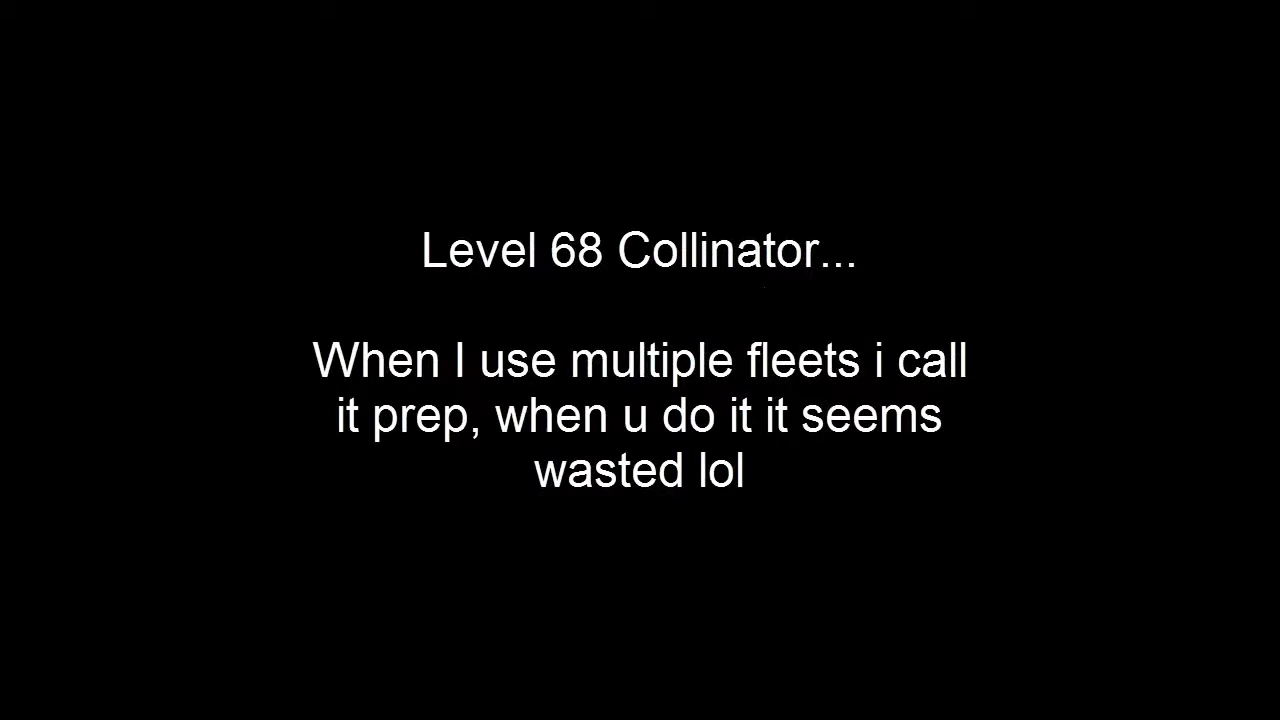 Level 68 Collinator...
When I use multiple fleets i call
it prep, when u do it it seems
wasted lol